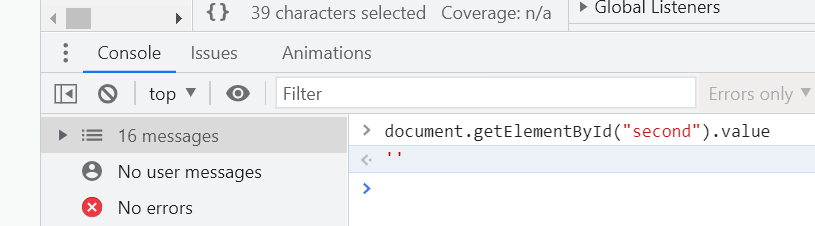 {} 39 characters selected Coverage: n/a
Global Listeners
Console Issues Animations
top Filter Errors only
16 messages
No user messages
No errors
> document.getElementById("second").value
<· ''
>